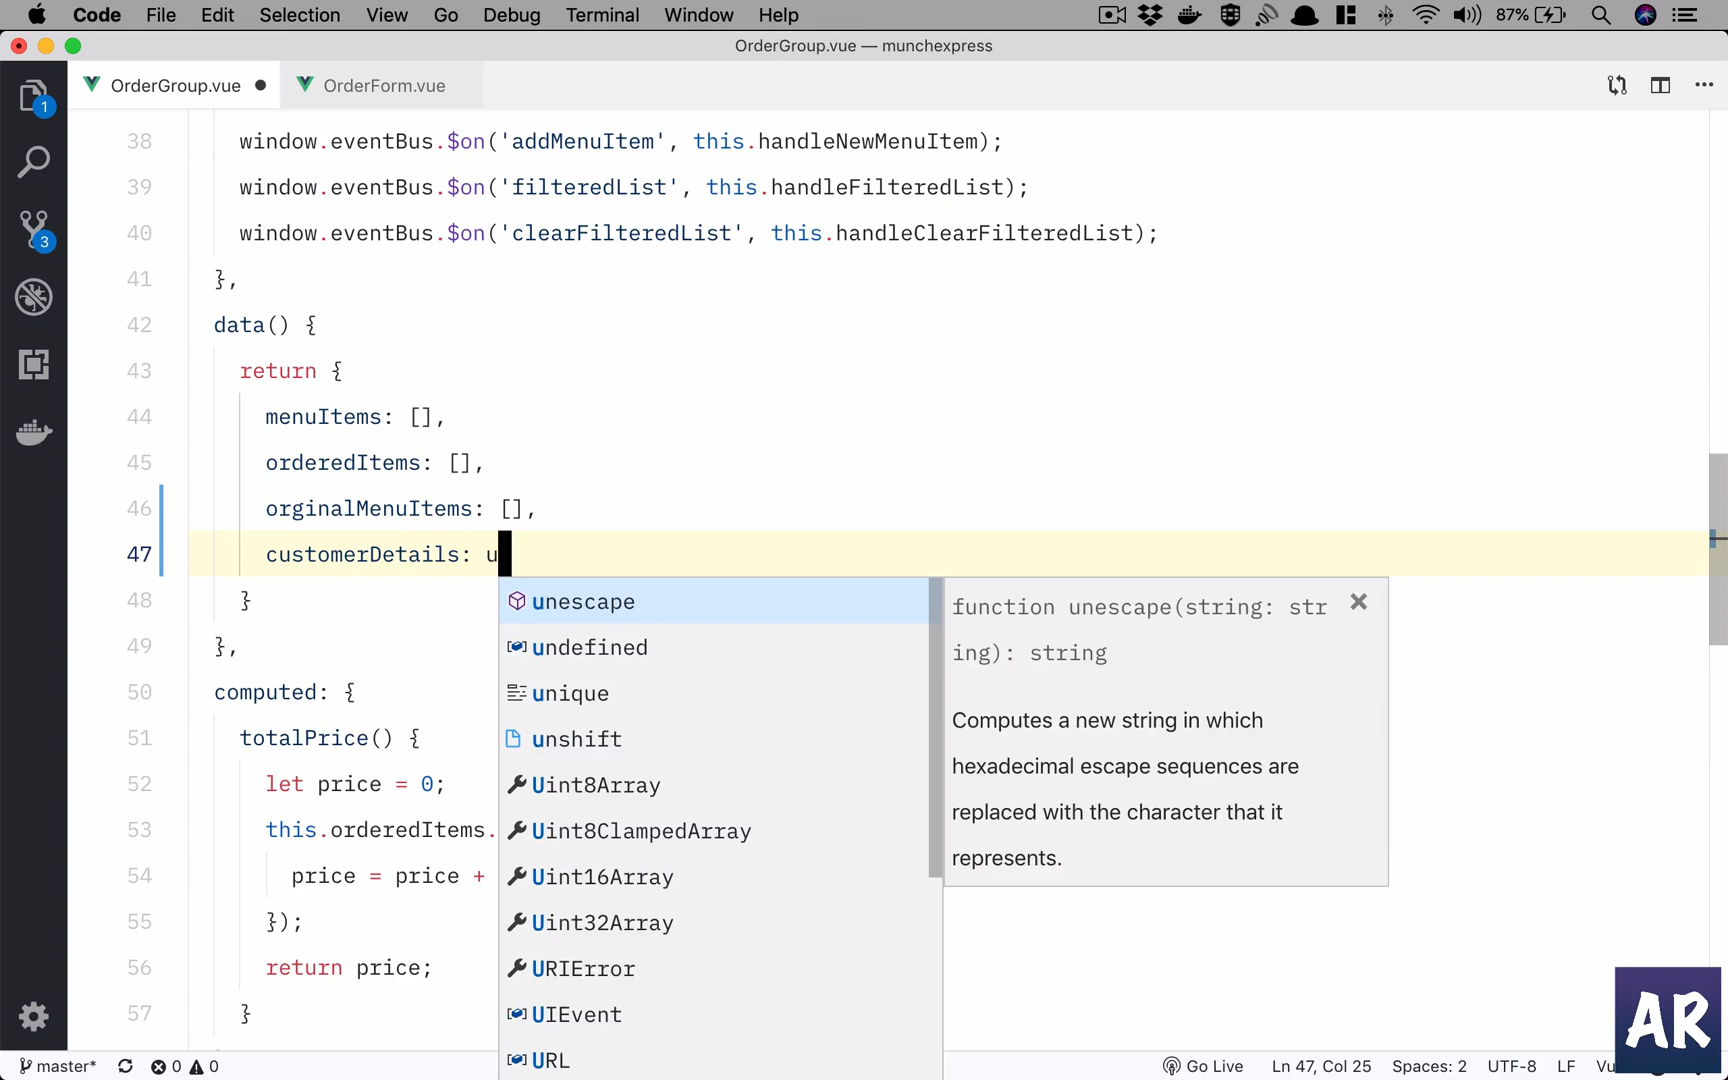 Code File Edit Selection View Go Debug Terminal Window Help 87%
OrderGroup.vue — munchexpress
OrderGroup.vue OrderForm.vue
1
3
38 window.eventBus.$on('addMenuItem', this.handleNewMenuItem);
39 window.eventBus.$on('filteredList', this.handleFilteredList);
40 window.eventBus.$on('clearFilteredList', this.handleClearFilteredList);
41 },
42 data() {
43 return {
44 menuItems: [],
45 orderedItems: [],
46 orginalMenuItems: [],
47 customerDetails: u
48 }
49 },
50 computed: {
51 totalPrice() {
52 let price = 0;
53 this.orderedItems.
54 price = price +
55 });
56 return price;
57 }
unescape
undefined
unique
unshift
Uint8Array
Uint8ClampedArray
Uint16Array
Uint32Array
URIError
UIEvent
URL
function unescape(string: str
ing): string
Computes a new string in which
hexadecimal escape sequences are
replaced with the character that it
represents.
AR
master* 0 0 Go Live Ln 47, Col 25 Spaces: 2 UTF-8 LF Vu